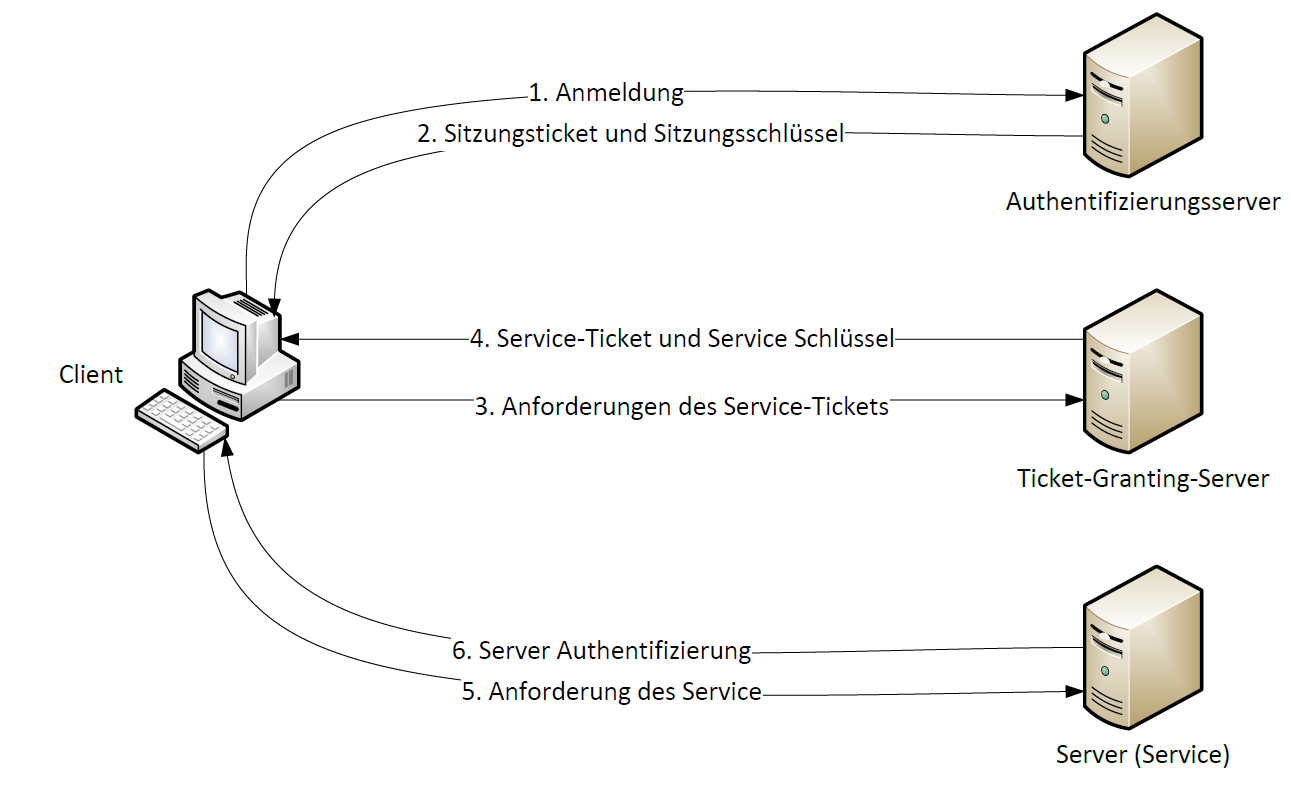 1. Anmeldung
2. Sitzungsticket und Sitzungsschlüssel
Authentifizierungsserver
4. Service-Ticket und Service Schlüssel
Client
3. Anforderungen des Service-Tickets
Ticket-Granting-Server
6. Server Authentifizierung
5. Anforderung des Service
Server (Service)